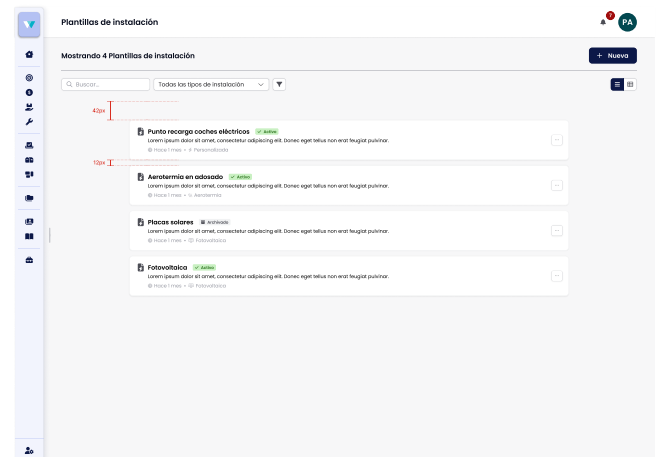 Plantillas de instalación
7
PA
Mostrando 4 Plantillas de instalación
+ Nueva
Buscar...
Todas las tipos de instalación
42px
Punto recarga coches eléctricos
Activa
Lorem ipsum dolor sit amet, consectetur adipiscing elit. Donec eget tellus non erat feugiat pulvinar.
Hace 1 mes • Personalizada
12px
Aerotermia en adosado
Activa
Lorem ipsum dolor sit amet, consectetur adipiscing elit. Donec eget tellus non erat feugiat pulvinar.
Hace 1 mes • Aerotermia
Placas solares
Archivada
Lorem ipsum dolor sit amet, consectetur adipiscing elit. Donec eget tellus non erat feugiat pulvinar.
Hace 1 mes • Fotovoltaica
Fotovoltaica
Activa
Lorem ipsum dolor sit amet, consectetur adipiscing elit. Donec eget tellus non erat feugiat pulvinar.
Hace 1 mes • Fotovoltaica